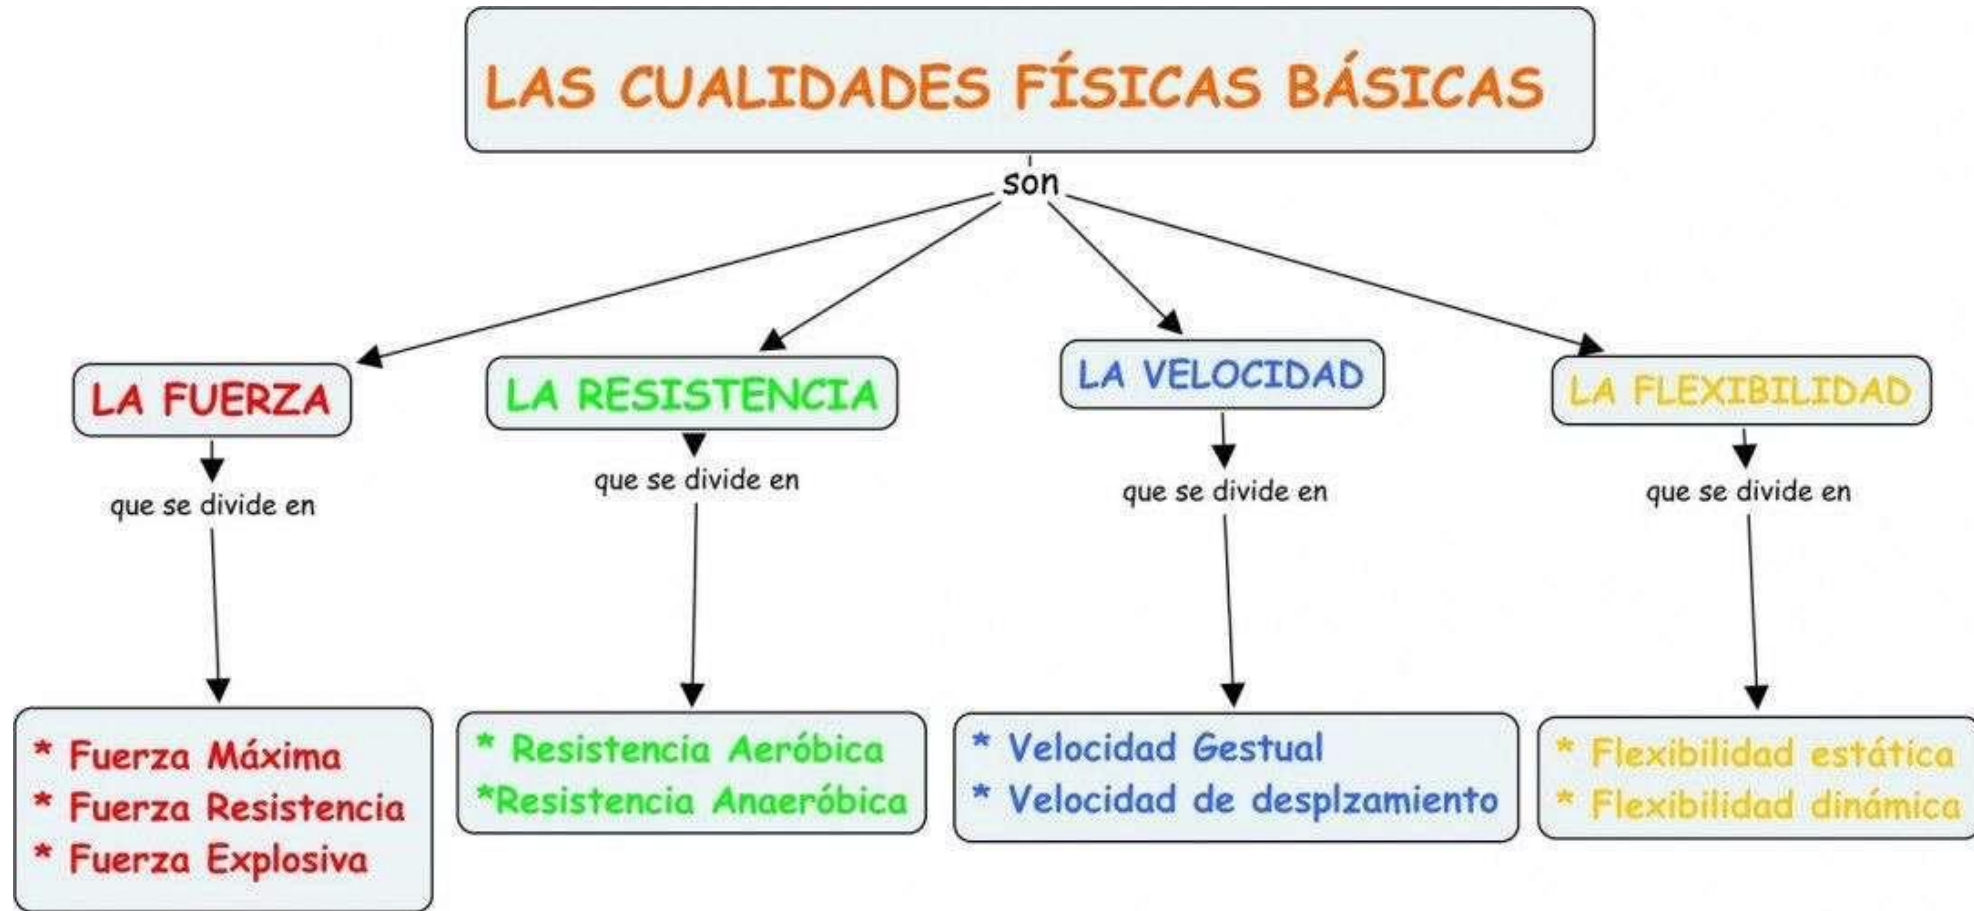 LAS CUALIDADES FÍSICAS BÁSICAS
son
LA FUERZA
que se divide en
* Fuerza Máxima
* Fuerza Resistencia
* Fuerza Explosiva
LA RESISTENCIA
que se divide en
* Resistencia Aeróbica
*Resistencia Anaeróbica
LA VELOCIDAD
que se divide en
* Velocidad Gestual
* Velocidad de desplzamiento
LA FLEXIBILIDAD
que se divide en
* Flexibilidad estática
* Flexibilidad dinámica